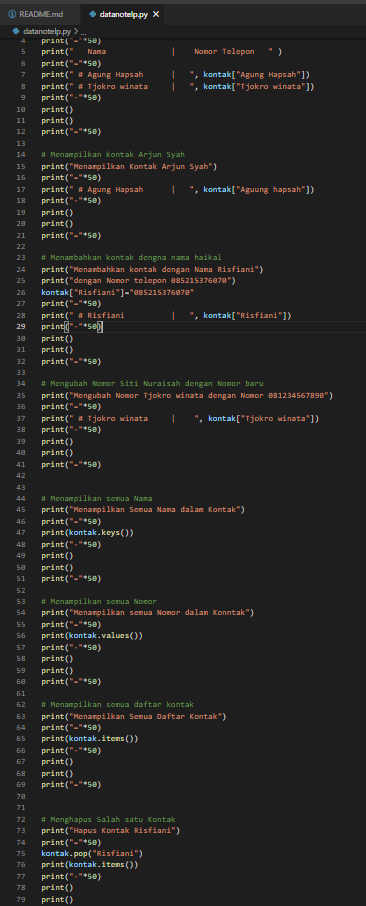 README.md datanotelp.py
datanotelp.py > ...
4 print("="*50)
5 print("   Nama               |    Nomor Telepon   " )
6 print("="*50)
7 print(" # Agung Hapsah      |   ", kontak["Agung Hapsah"])
8 print(" # Tjokro winata     |   ", kontak["Tjokro winata"])
9 print("-"*50)
10 print()
11 print()
12 print("="*50)
13
14 # Menampilkan kontak Arjun Syah
15 print("Menampilkan Kontak Arjun Syah")
16 print("="*50)
17 print(" # Agung Hapsah      |   ", kontak["Aguung hapsah"])
18 print("-"*50)
19 print()
20 print()
21 print("="*50)
22
23 # Menambahkan kontak dengna nama haikal
24 print("Menambahkan kontak dengan Nama Risfiani")
25 print("dengan Nomor telepon 085215376070")
26 kontak["Risfiani"]="085215376070"
27 print("="*50)
28 print(" # Risfiani          |   ", kontak["Risfiani"])
29 print("-"*50)
30 print()
31 print()
32 print("="*50)
33
34 # Mengubah Nomor Siti Nuraisah dengan Nomor baru
35 print("Mengubah Nomor Tjokro winata dengan Nomor 081234567890")
36 print("="*50)
37 print(" # Tjokro winata     |    ", kontak["Tjokro winata"])
38 print("-"*50)
39 print()
40 print()
41 print("="*50)
42
43
44 # Menampilkan semua Nama
45 print("Menampilkan Semua Nama dalam Kontak")
46 print("="*50)
47 print(kontak.keys())
48 print("-"*50)
49 print()
50 print()
51 print("="*50)
52
53 # Menampilkan semua Nomor
54 print("Menampilkan semua Nomor dalam Konntak")
55 print("="*50)
56 print(kontak.values())
57 print("-"*50)
58 print()
59 print()
60 print("="*50)
61
62 # Menampilkan semua daftar kontak
63 print("Menampilkan Semua Daftar Kontak")
64 print("="*50)
65 print(kontak.items())
66 print("-"*50)
67 print()
68 print()
69 print("="*50)
70
71
72 # Menghapus Salah satu Kontak
73 print("Hapus Kontak Risfiani")
74 print("="*50)
75 kontak.pop("Risfiani")
76 print(kontak.items())
77 print("-"*50)
78 print()
79 print()